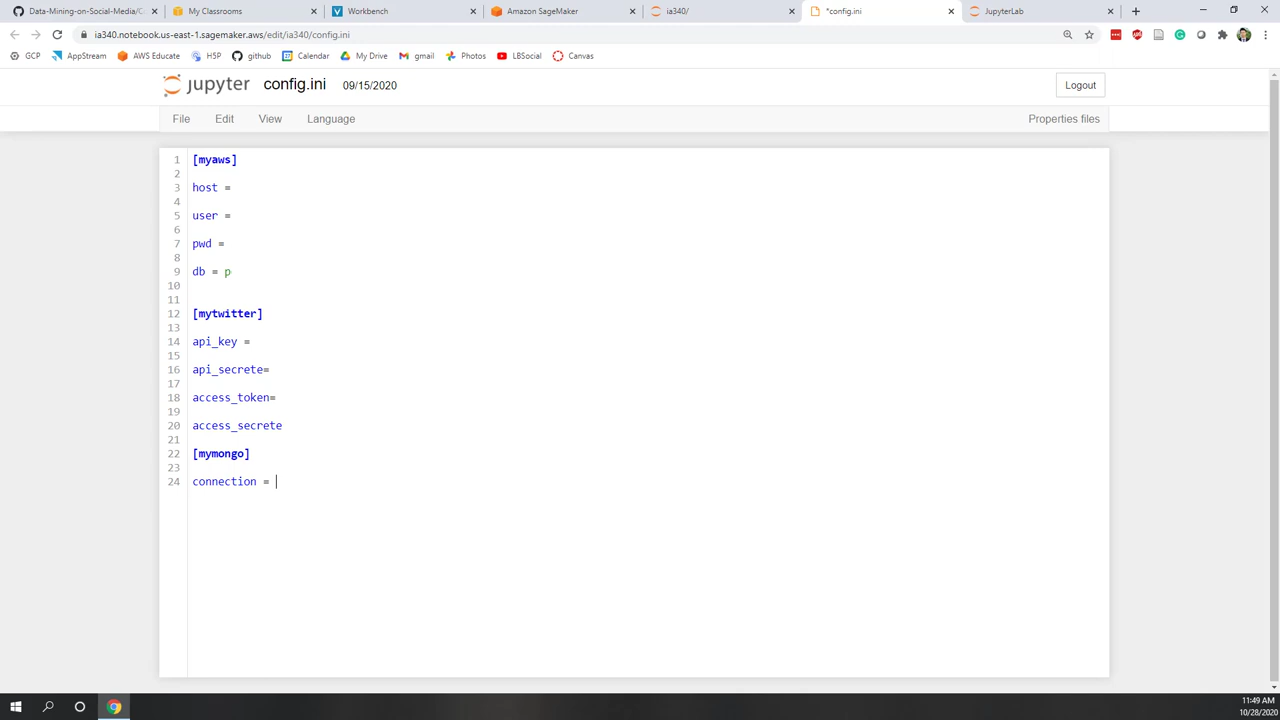 Data-Mining-on-Social-Media/C
My Classrooms
Workbench
Amazon SageMaker
ia340/
*config.ini
JupyterLab
ia340.notebook.us-east-1.sagemaker.aws/edit/ia340/config.ini
GCP
AppStream
AWS Educate
H5P
github
Calendar
My Drive
gmail
Photos
LBSocial
Canvas
jupyter
config.ini
09/15/2020
Logout
File
Edit
View
Language
Properties files
1 [myaws]
2
3 host =
4
5 user =
6
7 pwd =
8
9 db = p
10
11
12 [mytwitter]
13
14 api_key =
15
16 api_secrete=
17
18 access_token=
19
20 access_secrete
21
22 [mymongo]
23
24 connection =
11:49 AM
10/28/2020